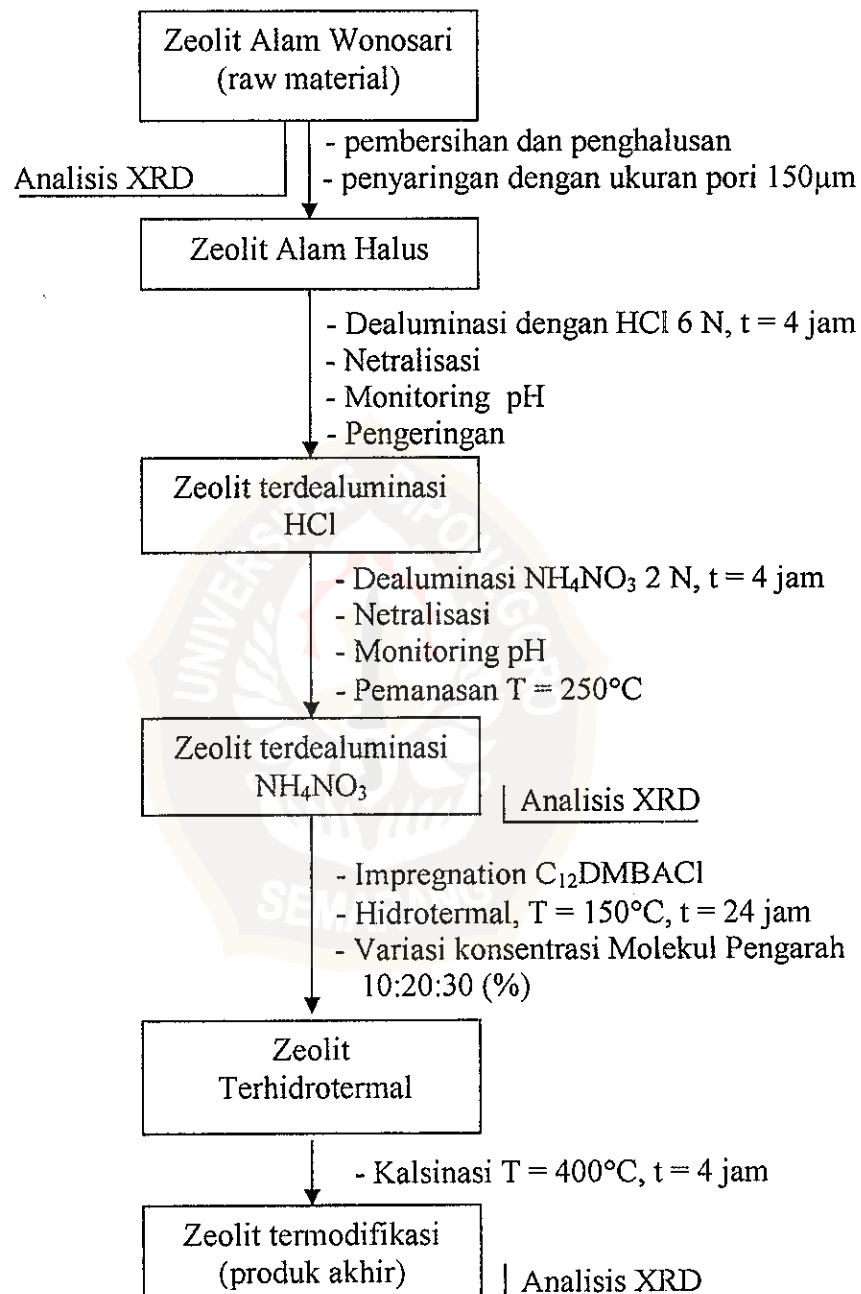 Zeolit Alam Wonosari
(raw material)
- pembersihan dan penghalusan
Analisis XRD
- penyaringan dengan ukuran pori 150μm
Zeolit Alam Halus
- Dealuminasi dengan HCl 6 N, t = 4 jam
- Netralisasi
- Monitoring pH
- Pengeringan
Zeolit terdealuminasi
HCl
- Dealuminasi NH₄NO₃ 2 N, t = 4 jam
- Netralisasi
- Monitoring pH
- Pemanasan T = 250°C
Zeolit terdealuminasi
NH₄NO₃
Analisis XRD
- Impregnation C₁₂DMBACl
- Hidrotermal, T = 150°C, t = 24 jam
- Variasi konsentrasi Molekul Pengarah
10:20:30 (%)
Zeolit
Terhidrotermal
- Kalsinasi T = 400°C, t = 4 jam
Zeolit termodifikasi
(produk akhir)
Analisis XRD
UNIVERSITAS DIPONEGORO
SEMARANG